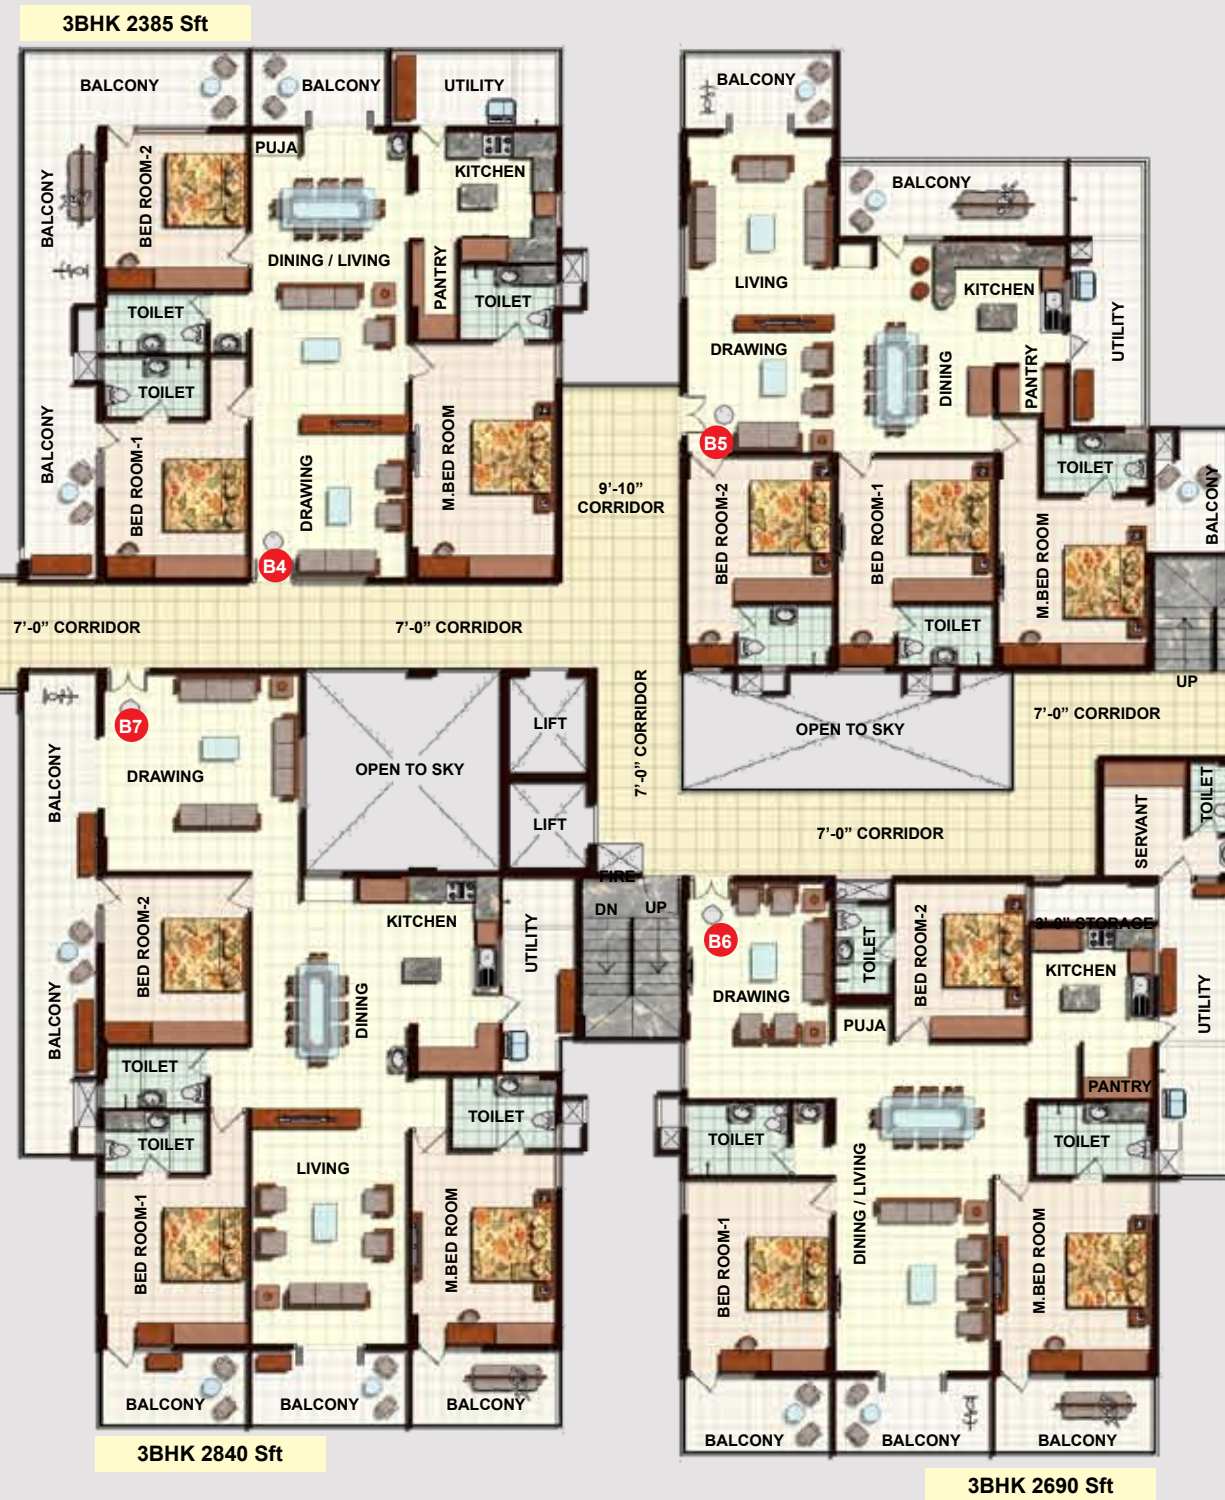 3BHK 2385 Sft
BALCONY
BALCONY
UTILITY
PUJA
KITCHEN
BED ROOM-2
BALCONY
DINING / LIVING
PANTRY
TOILET
TOILET
TOILET
BALCONY
BED ROOM-1
DRAWING
M.BED ROOM
B4
BALCONY
BALCONY
LIVING
KITCHEN
UTILITY
DRAWING
DINING
PANTRY
B5
TOILET
BALCONY
BED ROOM-2
BED ROOM-1
M.BED ROOM
TOILET
9'-10"
CORRIDOR
7'-0" CORRIDOR
7'-0" CORRIDOR
7'-0" CORRIDOR
UP
7'-0" CORRIDOR
OPEN TO SKY
7'-0" CORRIDOR
B7
BALCONY
DRAWING
OPEN TO SKY
LIFT
LIFT
FIRE
DN
UP
BED ROOM-2
KITCHEN
UTILITY
BALCONY
DINING
TOILET
TOILET
TOILET
LIVING
BED ROOM-1
M.BED ROOM
BALCONY
BALCONY
BALCONY
3BHK 2840 Sft
SERVANT
TOILET
B6
DRAWING
TOILET
BED ROOM-2
STORAGE
KITCHEN
UTILITY
PUJA
PANTRY
TOILET
TOILET
DINING / LIVING
BED ROOM-1
M.BED ROOM
BALCONY
BALCONY
BALCONY
3BHK 2690 Sft